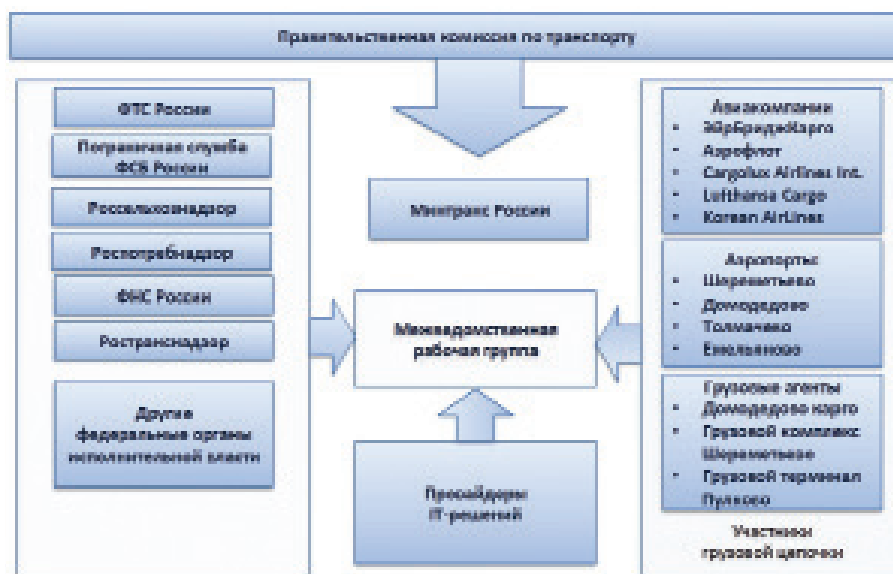 Правительственная комиссия по транспорту
ФТС России
Пограничная служба
ФСБ России
Россельхознадзор
Роспотребнадзор
ФНС России
Ространснадзор
Другие
федеральные органы
исполнительной власти
Минтранс России
Межведомственная
рабочая группа
Провайдеры
IT-решений
Авиакомпании
• ЭйрБриджКарго
• Аэрофлот
• Cargolux Airlines Int.
• Lufthansa Cargo
• Korean AirLines
Аэропорты:
• Шереметьево
• Домодедово
• Толмачево
• Емельяново
Грузовые агенты
• Домодедово карго
• Грузовой комплекс
Шереметьево
• Грузовой терминал
Пулково
Участники
грузовой цепочки